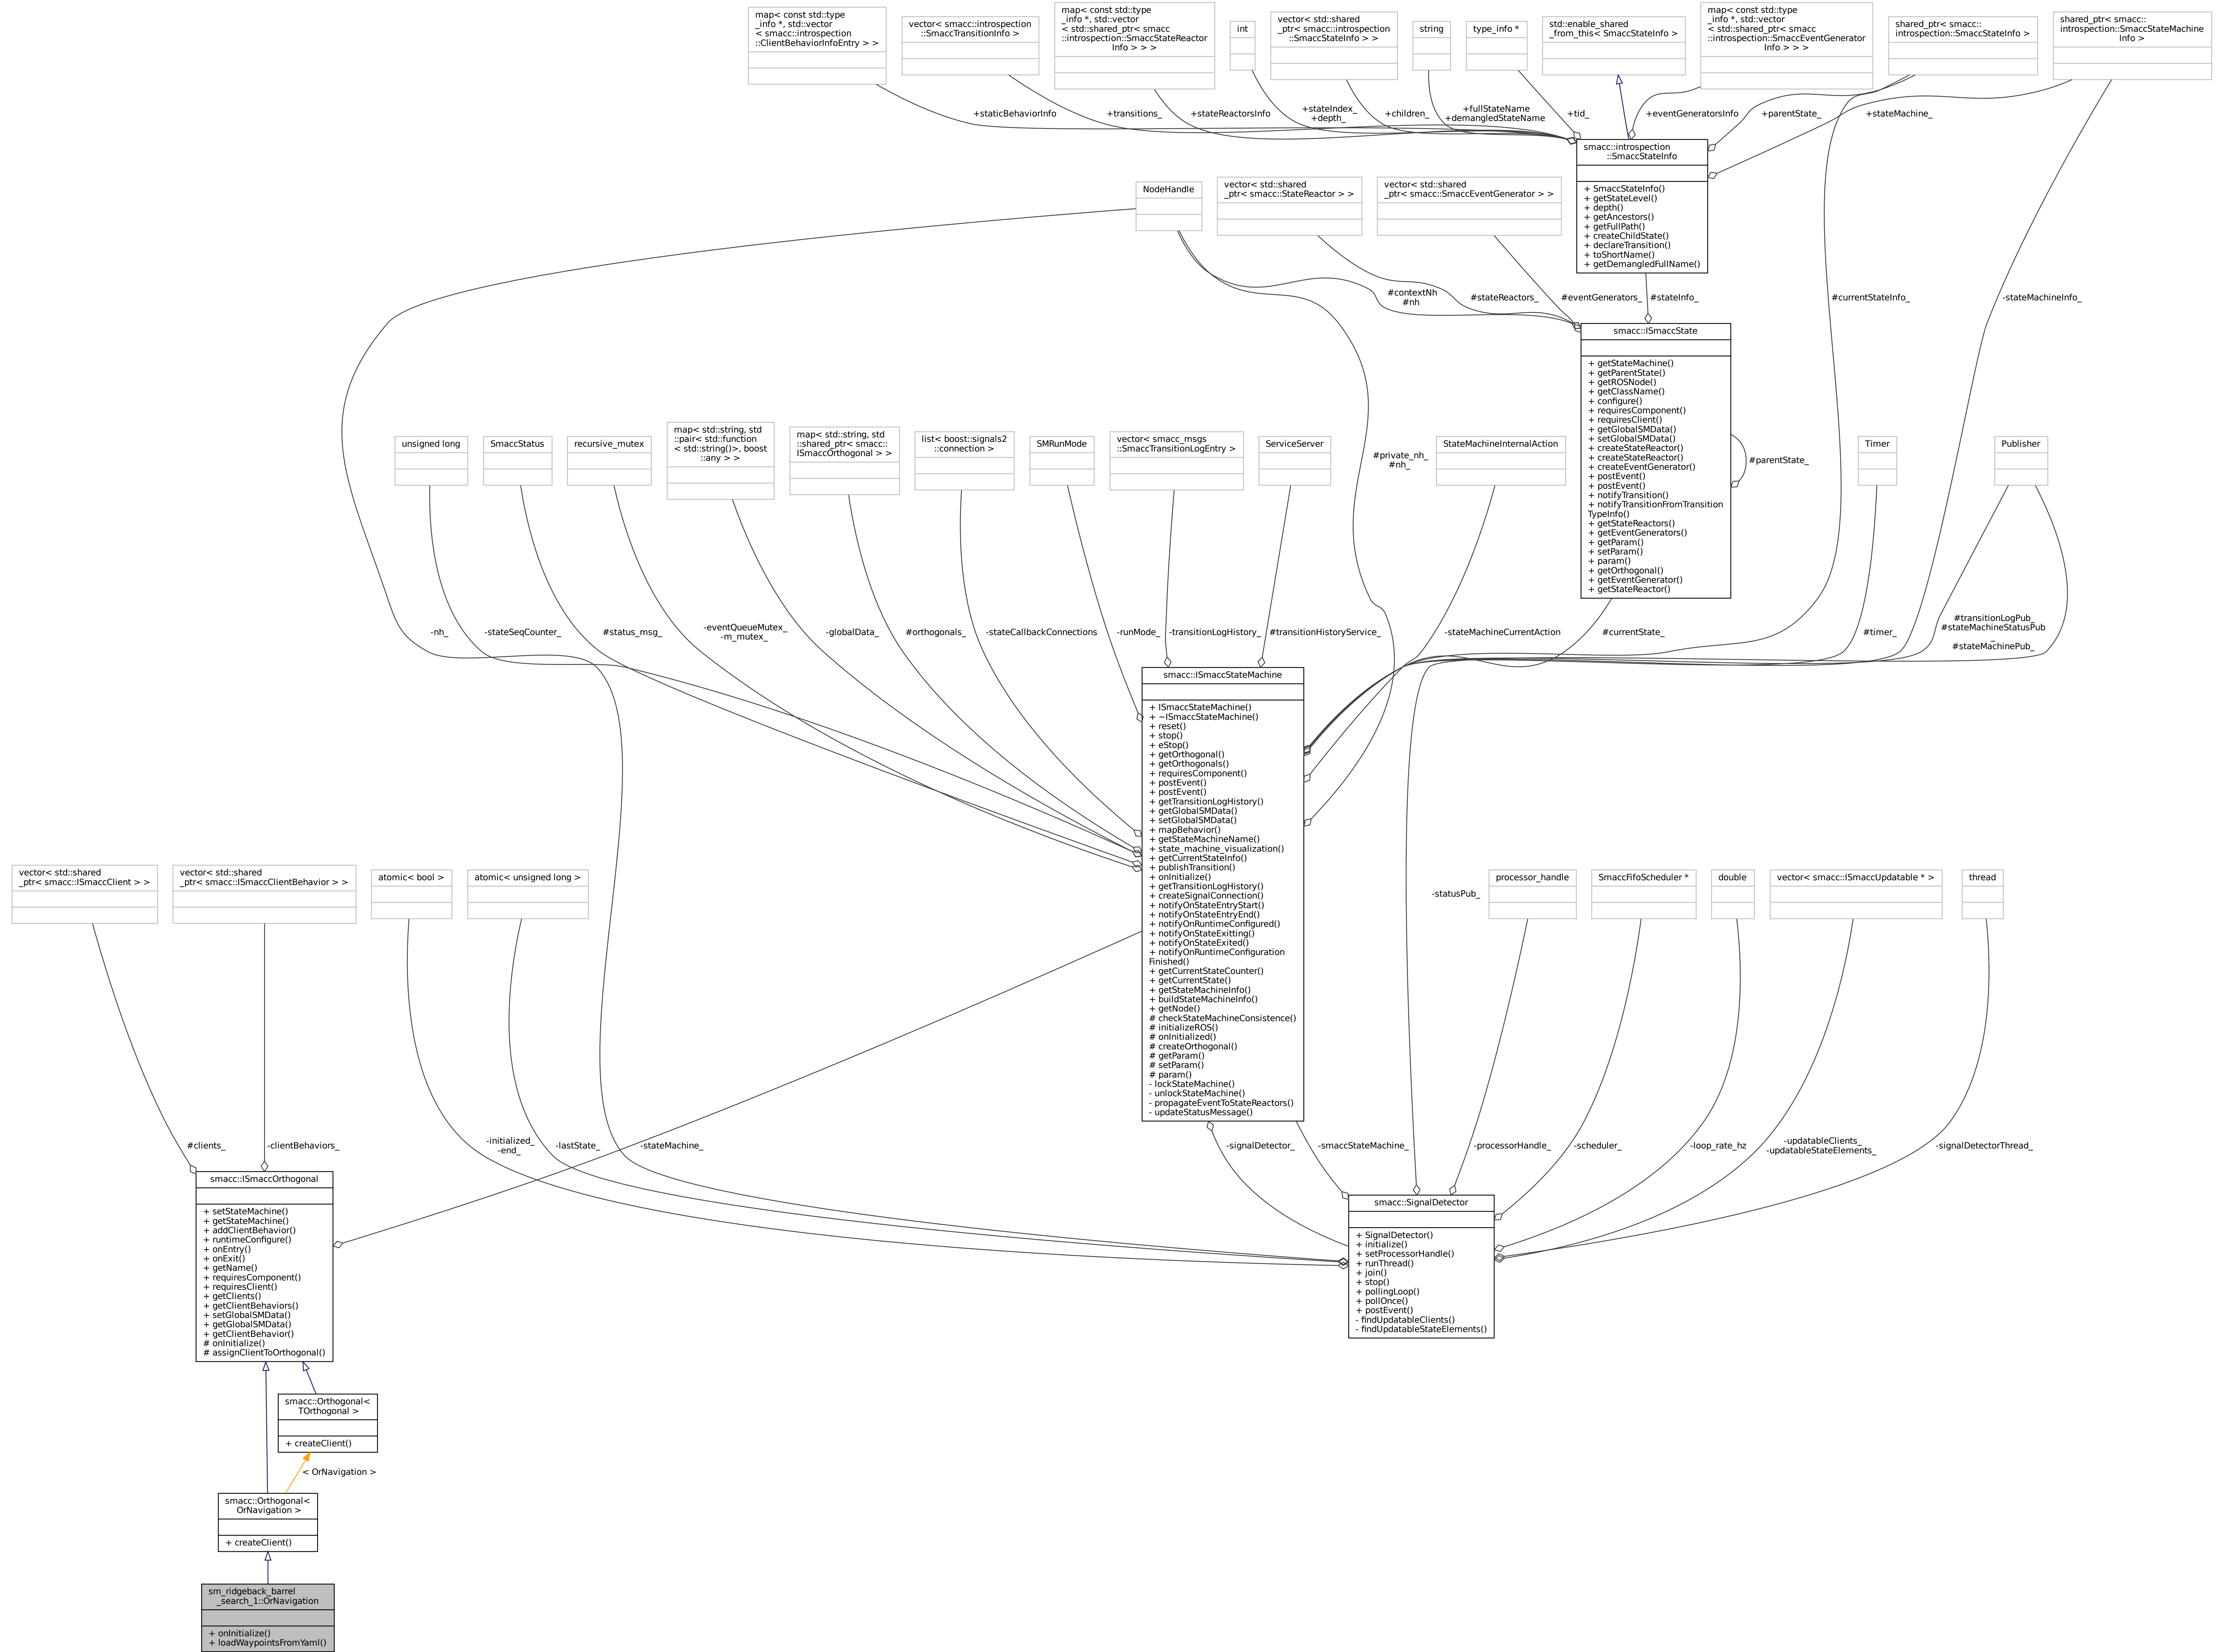 map< const std::type
_info *, std::vector
< smacc::introspection
::ClientBehaviorInfoEntry > >
vector< smacc::introspection
::SmaccTransitionInfo >
map< const std::type
_info *, std::vector
< std::shared_ptr< smacc
::introspection::SmaccStateReactor
Info > > >
int
vector< std::shared
_ptr< smacc::introspection
::SmaccStateInfo > >
string
type_info *
std::enable_shared
_from_this< SmaccStateInfo >
map< const std::type
_info *, std::vector
< std::shared_ptr< smacc
::introspection::SmaccEventGenerator
Info > > >
shared_ptr< smacc::
introspection::SmaccStateInfo >
shared_ptr< smacc::
introspection::SmaccStateMachine
Info >
+staticBehaviorInfo
+transitions_
+stateReactorsInfo
+stateIndex_
+depth_
+children_
+fullStateName
+demangledStateName
+tid_
+eventGeneratorsInfo
+parentState_
+stateMachine_
smacc::introspection
::SmaccStateInfo
+ SmaccStateInfo()
+ getStateLevel()
+ depth()
+ getAncestors()
+ getFullPath()
+ createChildState()
+ declareTransition()
+ toShortName()
+ getDemangledFullName()
NodeHandle
vector< std::shared
_ptr< smacc::StateReactor > >
vector< std::shared
_ptr< smacc::SmaccEventGenerator > >
#contextNh
#nh
#stateReactors_
#eventGenerators_
#stateInfo_
#currentStateInfo_
-stateMachineInfo_
smacc::ISmaccState
+ getStateMachine()
+ getParentState()
+ getROSNode()
+ getClassName()
+ configure()
+ requiresComponent()
+ requiresClient()
+ getGlobalSMData()
+ setGlobalSMData()
+ createStateReactor()
+ createStateReactor()
+ createEventGenerator()
+ postEvent()
+ postEvent()
+ notifyTransition()
+ notifyTransitionFromTransition
TypeInfo()
+ getStateReactors()
+ getEventGenerators()
+ getParam()
+ setParam()
+ param()
+ getOrthogonal()
+ getEventGenerator()
+ getStateReactor()
#parentState_
unsigned long
SmaccStatus
recursive_mutex
map< std::string, std
::pair< std::function
< std::string()>, boost
::any > >
map< std::string, std
::shared_ptr< smacc::
ISmaccOrthogonal > >
list< boost::signals2
::connection >
SMRunMode
vector< smacc_msgs
::SmaccTransitionLogEntry >
ServiceServer
#private_nh_
#nh_
StateMachineInternalAction
Timer
Publisher
-nh_
-stateSeqCounter_
#status_msg_
-eventQueueMutex_
-m_mutex_
-globalData_
#orthogonals_
-stateCallbackConnections
-runMode_
-transitionLogHistory_
#transitionHistoryService_
-stateMachineCurrentAction
#currentState_
#timer_
#transitionLogPub_
#stateMachineStatusPub
_
#stateMachinePub_
smacc::ISmaccStateMachine
+ ISmaccStateMachine()
+ ~ISmaccStateMachine()
+ reset()
+ stop()
+ eStop()
+ getOrthogonal()
+ getOrthogonals()
+ requiresComponent()
+ postEvent()
+ postEvent()
+ getTransitionLogHistory()
+ getGlobalSMData()
+ setGlobalSMData()
+ mapBehavior()
+ getStateMachineName()
+ state_machine_visualization()
+ getCurrentStateInfo()
+ publishTransition()
+ onInitialize()
+ getTransitionLogHistory()
+ createSignalConnection()
+ notifyOnStateEntryStart()
+ notifyOnStateEntryEnd()
+ notifyOnRuntimeConfigured()
+ notifyOnStateExitting()
+ notifyOnStateExited()
+ notifyOnRuntimeConfiguration
Finished()
+ getCurrentStateCounter()
+ getCurrentState()
+ getStateMachineInfo()
+ buildStateMachineInfo()
+ getNode()
# checkStateMachineConsistence()
# initializeROS()
# onInitialized()
# createOrthogonal()
# getParam()
# setParam()
# param()
- lockStateMachine()
- unlockStateMachine()
- propagateEventToStateReactors()
- updateStatusMessage()
vector< std::shared
_ptr< smacc::ISmaccClient > >
vector< std::shared
_ptr< smacc::ISmaccClientBehavior > >
atomic< bool >
atomic< unsigned long >
-statusPub_
processor_handle
SmaccFifoScheduler *
double
vector< smacc::ISmaccUpdatable * >
thread
#clients_
-clientBehaviors_
-initialized_
-end_
-lastState_
-stateMachine_
-signalDetector_
-smaccStateMachine_
-processorHandle_
-scheduler_
-loop_rate_hz
-updatableClients_
-updatableStateElements_
-signalDetectorThread_
smacc::ISmaccOrthogonal
+ setStateMachine()
+ getStateMachine()
+ addClientBehavior()
+ runtimeConfigure()
+ onEntry()
+ onExit()
+ getName()
+ requiresComponent()
+ requiresClient()
+ getClients()
+ getClientBehaviors()
+ setGlobalSMData()
+ getGlobalSMData()
+ getClientBehavior()
# onInitialize()
# assignClientToOrthogonal()
smacc::SignalDetector
+ SignalDetector()
+ initialize()
+ setProcessorHandle()
+ runThread()
+ join()
+ stop()
+ pollingLoop()
+ pollOnce()
+ postEvent()
- findUpdatableClients()
- findUpdatableStateElements()
smacc::Orthogonal<
TOrthogonal >
+ createClient()
< OrNavigation >
smacc::Orthogonal<
OrNavigation >
+ createClient()
sm_ridgeback_barrel
_search_1::OrNavigation
+ onInitialize()
+ loadWaypointsFromYaml()